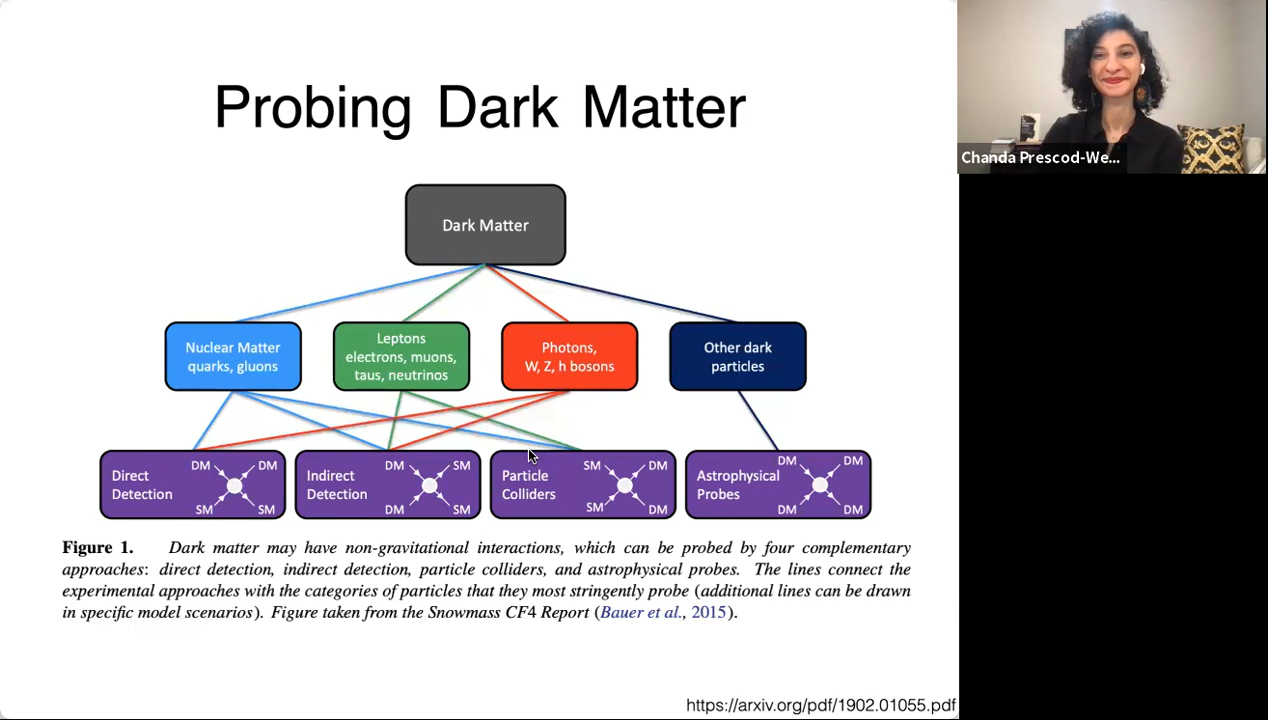 Probing Dark Matter
Chanda Prescod-We...
Dark Matter
Nuclear Matter
quarks, gluons
Leptons
electrons, muons,
taus, neutrinos
Photons,
W, Z, h bosons
Other dark
particles
Direct
Detection
DM DM
SM SM
Indirect
Detection
DM SM
DM SM
Particle
Colliders
SM DM
SM DM
Astrophysical
Probes
DM DM
DM DM
Figure 1. Dark matter may have non-gravitational interactions, which can be probed by four complementary
approaches: direct detection, indirect detection, particle colliders, and astrophysical probes. The lines connect the
experimental approaches with the categories of particles that they most stringently probe (additional lines can be drawn
in specific model scenarios). Figure taken from the Snowmass CF4 Report (Bauer et al., 2015).
https://arxiv.org/pdf/1902.01055.pdf